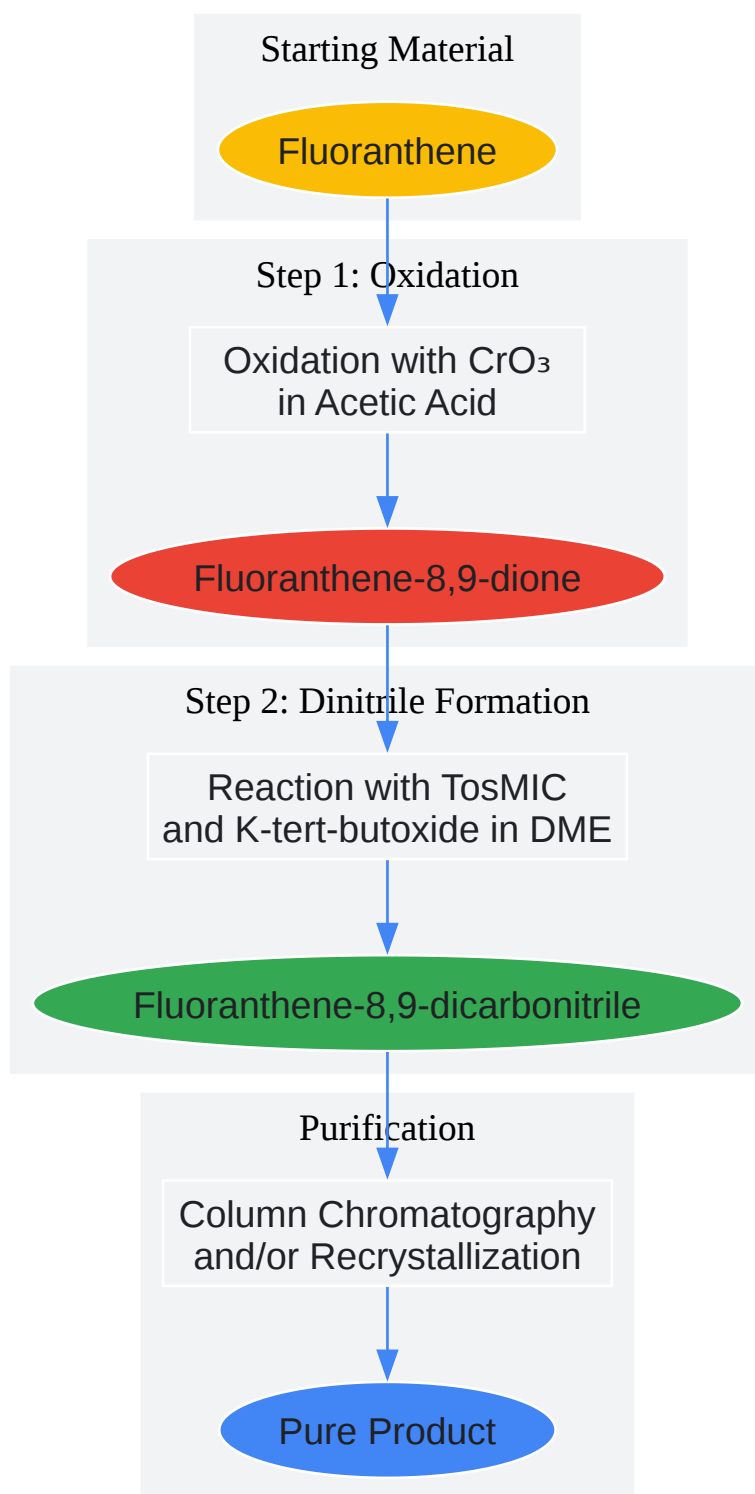 Starting Material
Fluoranthene
Step 1: Oxidation
Oxidation with CrO₃
in Acetic Acid
Fluoranthene-8,9-dione
Step 2: Dinitrile Formation
Reaction with TosMIC
and K-tert-butoxide in DME
Fluoranthene-8,9-dicarbonitrile
Purification
Column Chromatography
and/or Recrystallization
Pure Product